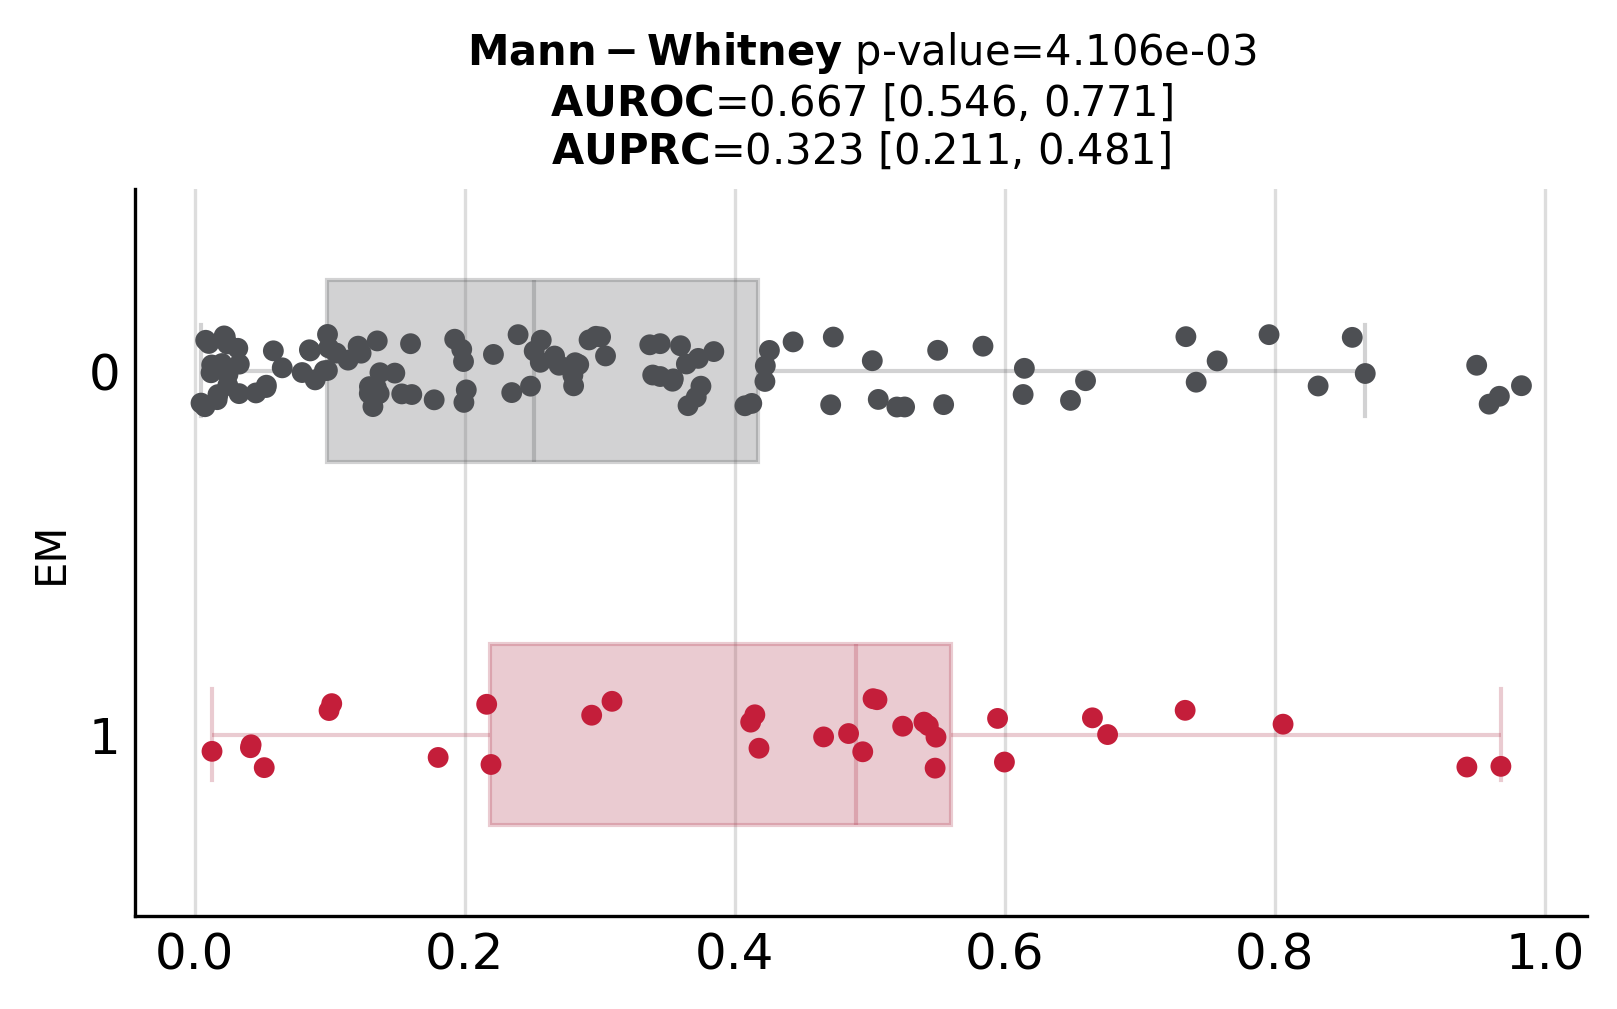 Mann−Whitney p-value=4.106e-03
AUROC=0.667 [0.546, 0.771]
AUPRC=0.323 [0.211, 0.481]
0
EM
1
0.0 0.2 0.4 0.6 0.8 1.0